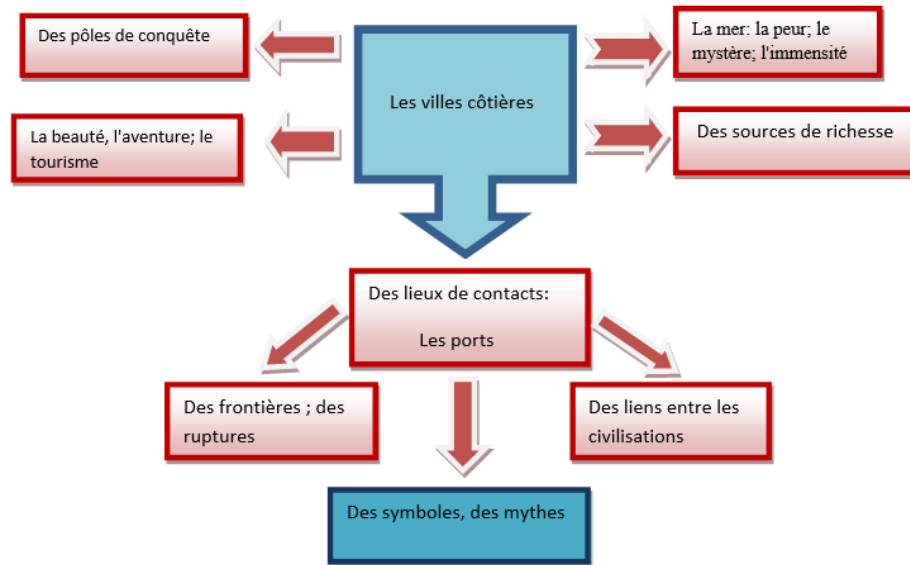 Des pôles de conquête
La mer: la peur; le
mystère; l'immensité
Les villes côtières
La beauté, l'aventure; le
tourisme
Des sources de richesse
Des lieux de contacts:
Les ports
Des frontières ; des
ruptures
Des liens entre les
civilisations
Des symboles, des mythes